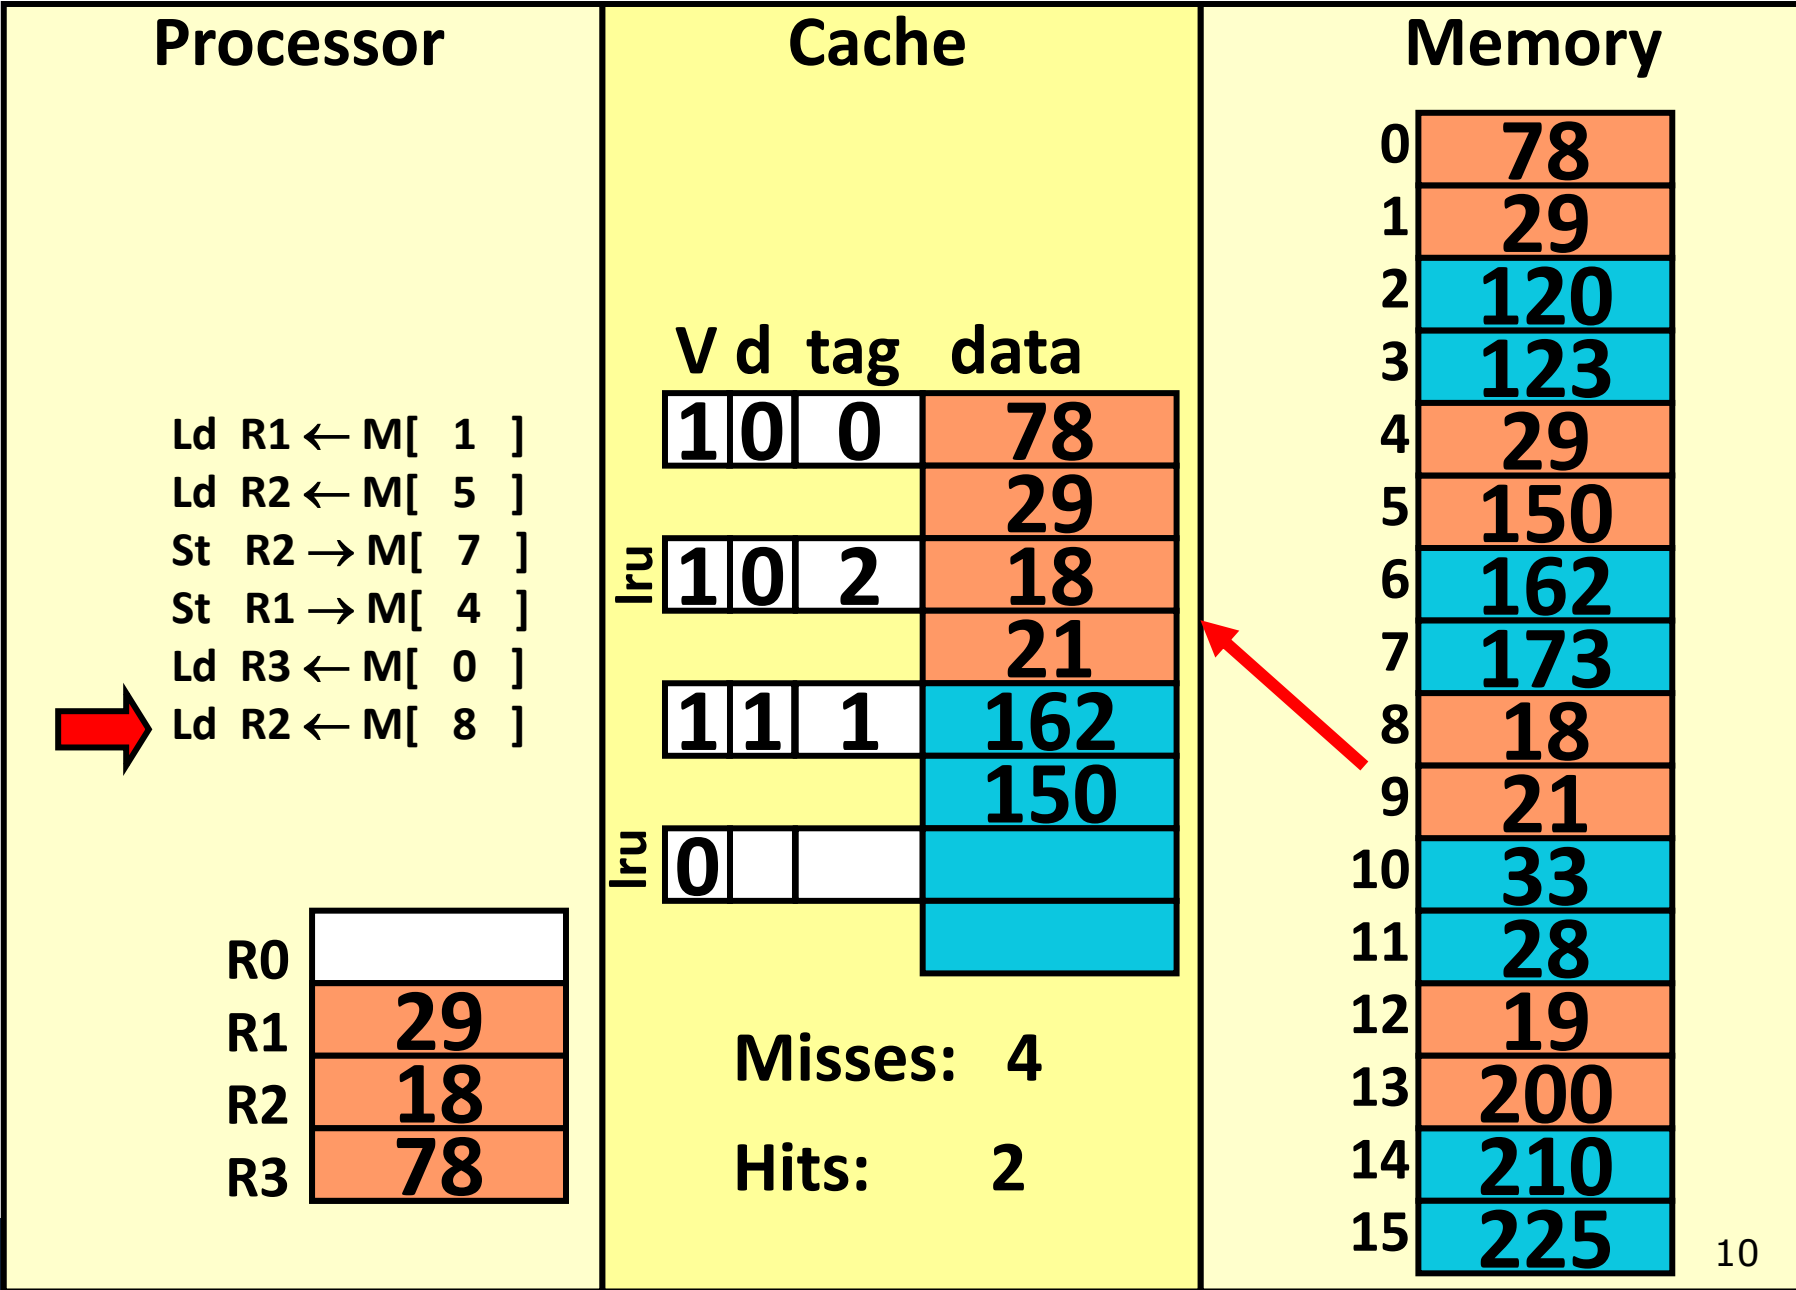 Processor
Ld R1 ← M[ 1 ]
Ld R2 ← M[ 5 ]
St R2 → M[ 7 ]
St R1 → M[ 4 ]
Ld R3 ← M[ 0 ]
Ld R2 ← M[ 8 ]
R0
R1 29
R2 18
R3 78
Cache
V d tag data
1 0 0 78
29
lru 1 0 2 18
21
1 1 1 162
150
lru 0
Misses: 4
Hits: 2
Memory
0 78
1 29
2 120
3 123
4 29
5 150
6 162
7 173
8 18
9 21
10 33
11 28
12 19
13 200
14 210
15 225
10